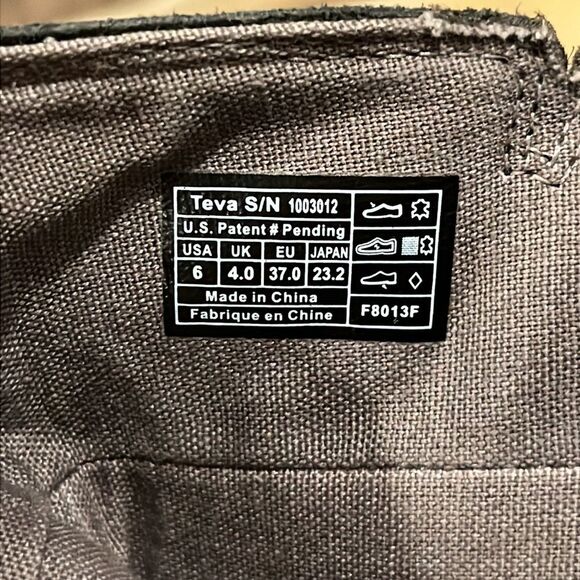 Teva S/N 1003012
U.S. Patent # Pending
USA UK EU JAPAN
6 4.0 37.0 23.2
Made in China
Fabrique en Chine
F8013F